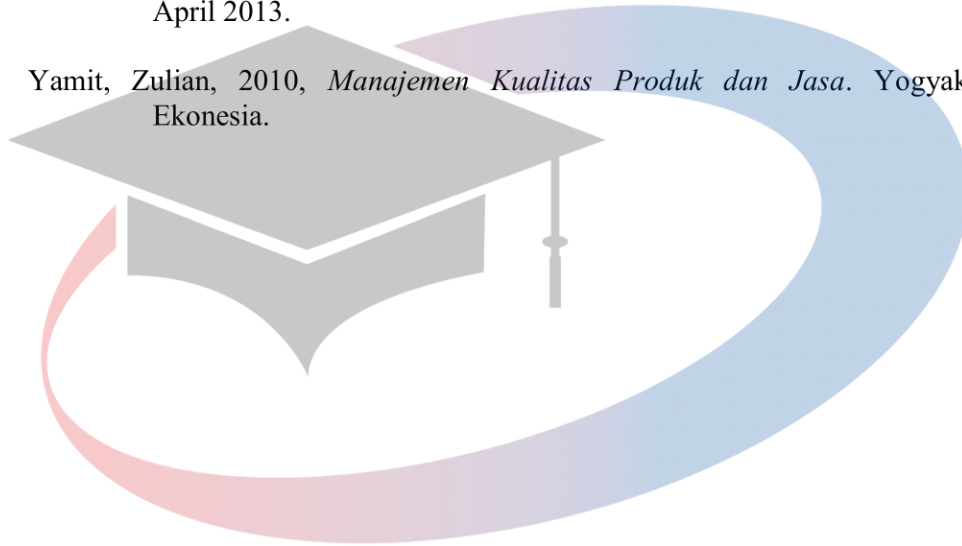 April 2013.
Yamit, Zulian, 2010, Manajemen Kualitas Produk dan Jasa. Yogyak
Ekonesia.